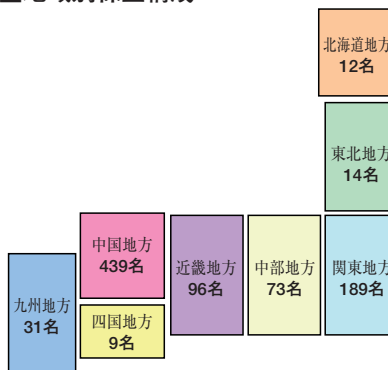 北海道地方
12名
東北地方
14名
中国地方
439名
近畿地方
96名
中部地方
73名
関東地方
189名
九州地方
31名
四国地方
9名